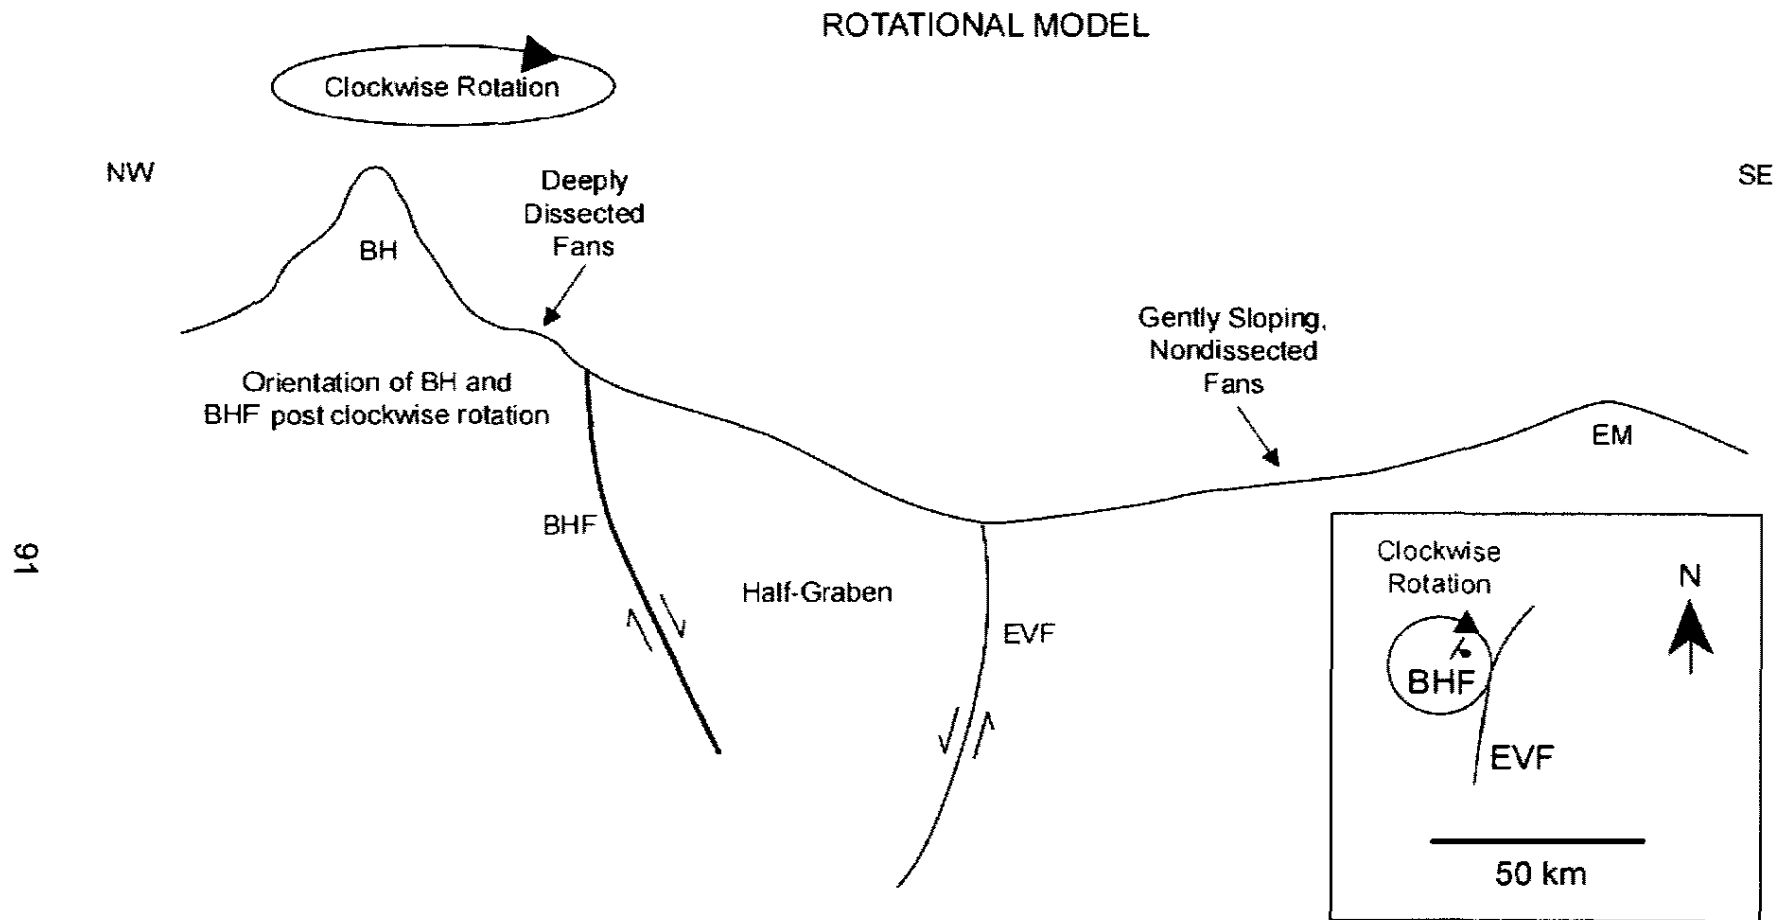 ROTATIONAL MODEL
Clockwise Rotation
NW
SE
Deeply
Dissected
Fans
BH
Gently Sloping,
Nondissected
Fans
Orientation of BH and
BHF post clockwise rotation
EM
BHF
Half-Graben
EVF
Clockwise
Rotation
N
BHF
EVF
50 km
91